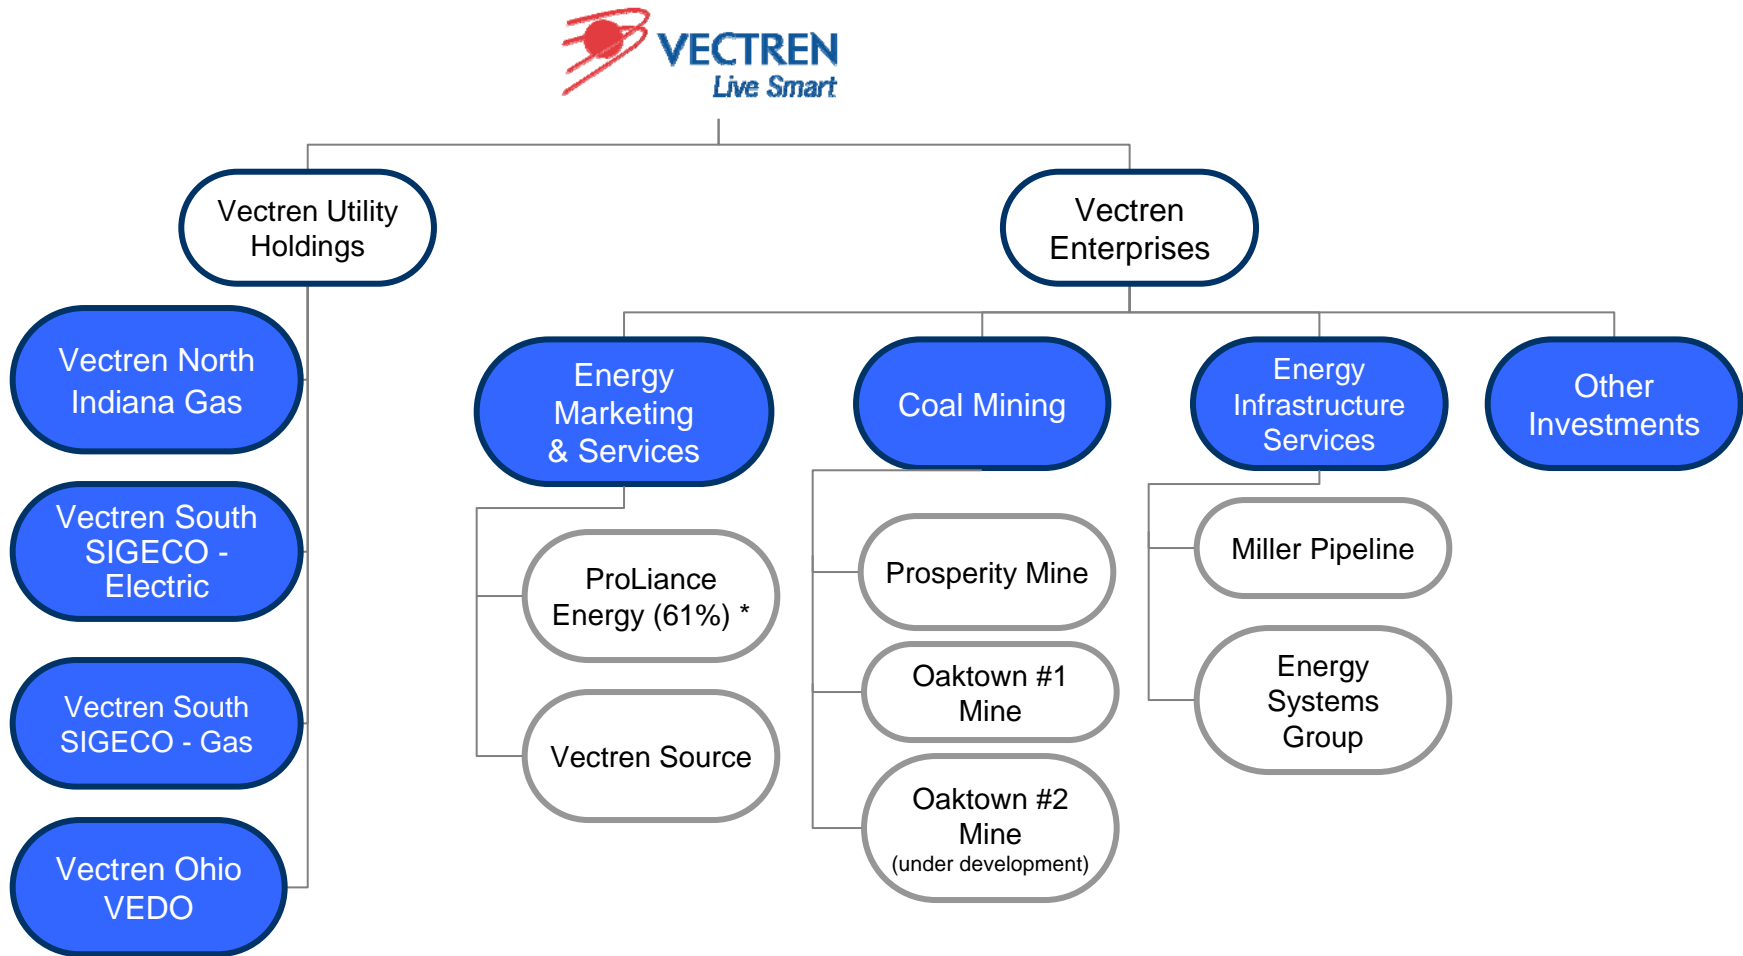 VECTREN
Live Smart
Vectren Utility
Holdings
Vectren
Enterprises
Vectren North
Indiana Gas
Vectren South
SIGECO -
Electric
Vectren South
SIGECO - Gas
Vectren Ohio
VEDO
Energy
Marketing
& Services
ProLiance
Energy (61%) *
Vectren Source
Coal Mining
Prosperity Mine
Oaktown #1
Mine
Oaktown #2
Mine
(under development)
Energy
Infrastructure
Services
Miller Pipeline
Energy
Systems
Group
Other
Investments